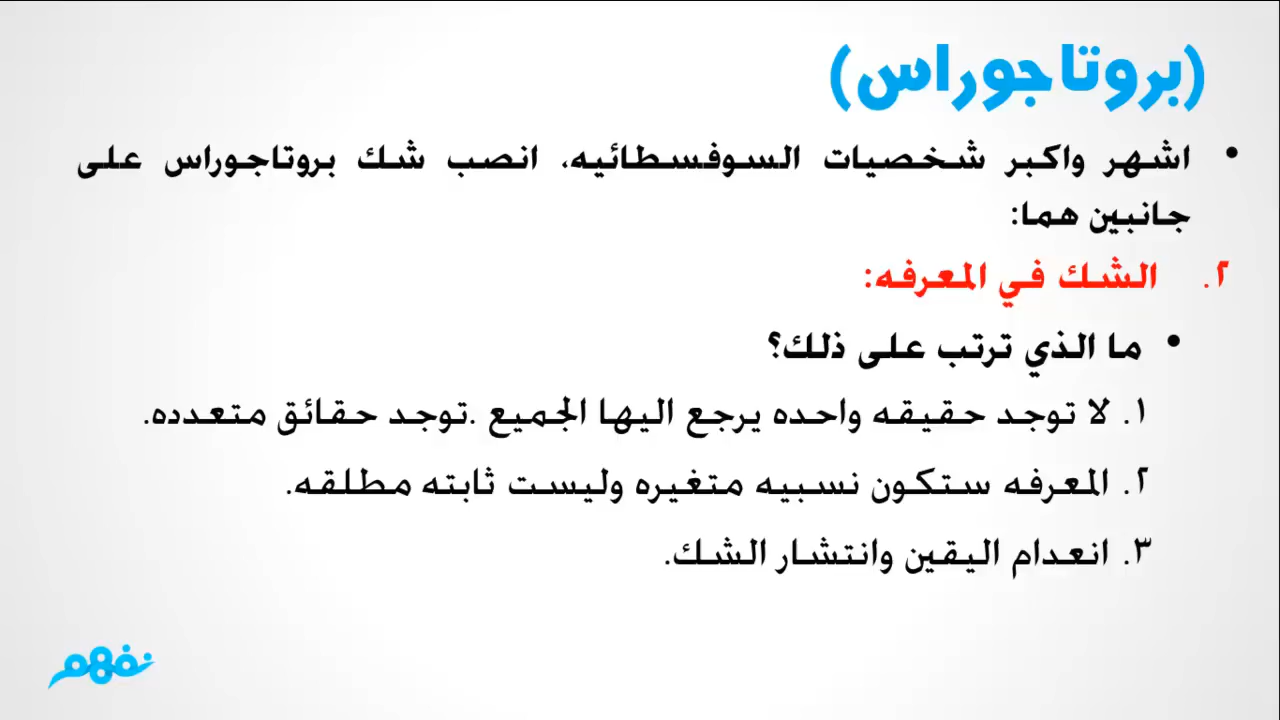 (بروتاجوراس)
• اشهر واكبر شخصيات السوفسطائيه، انصب شك بروتاجوراس على
جانبين هما:
٢. الشك في المعرفه:
• ما الذي ترتب على ذلك؟
١. لا توجد حقيقه واحده يرجع اليها الجميع .توجد حقائق متعدده.
٢. المعرفه ستكون نسبيه متغيره وليست ثابته مطلقه.
٣. انعدام اليقين وانتشار الشك.
نفهم